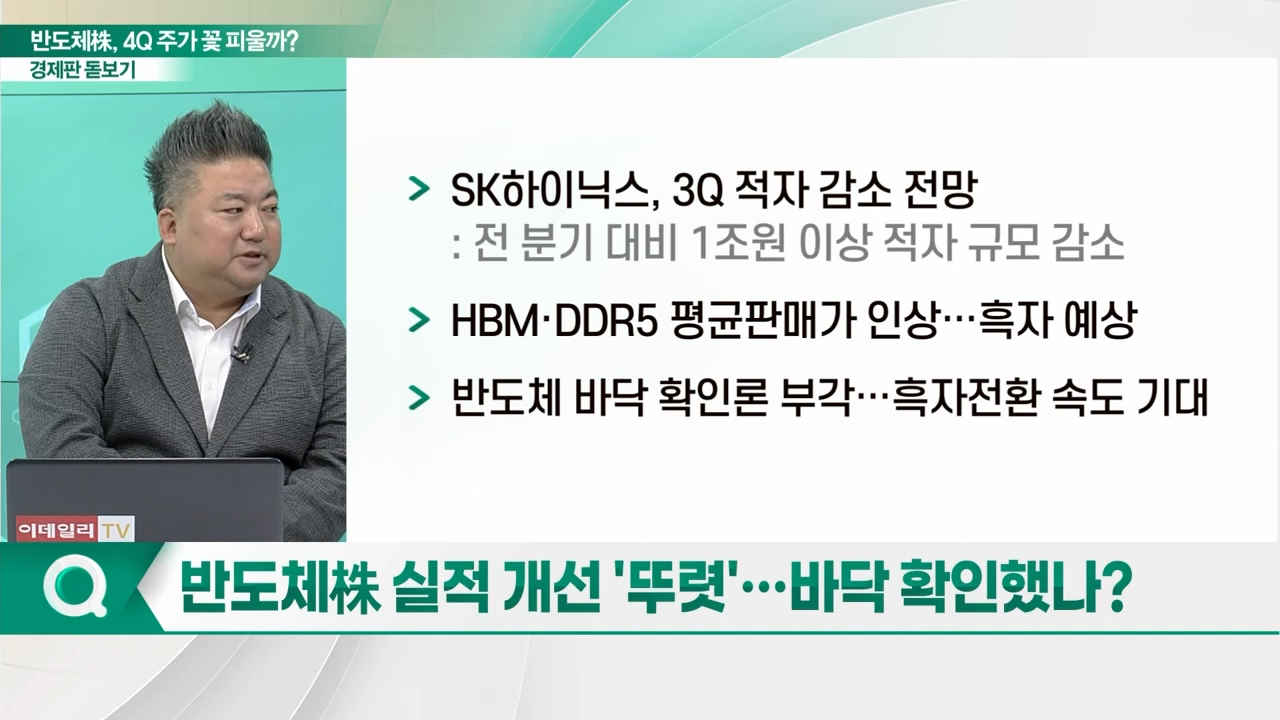 반도체株, 4Q 주가 꽃 피울까?
경제판 돋보기
> SK하이닉스, 3Q 적자 감소 전망
: 전 분기 대비 1조원 이상 적자 규모 감소
> HBM·DDR5 평균판매가 인상…흑자 예상
> 반도체 바닥 확인론 부각…흑자전환 속도 기대
이데일리 TV
Q 반도체株 실적 개선 '뚜렷'…바닥 확인했나?